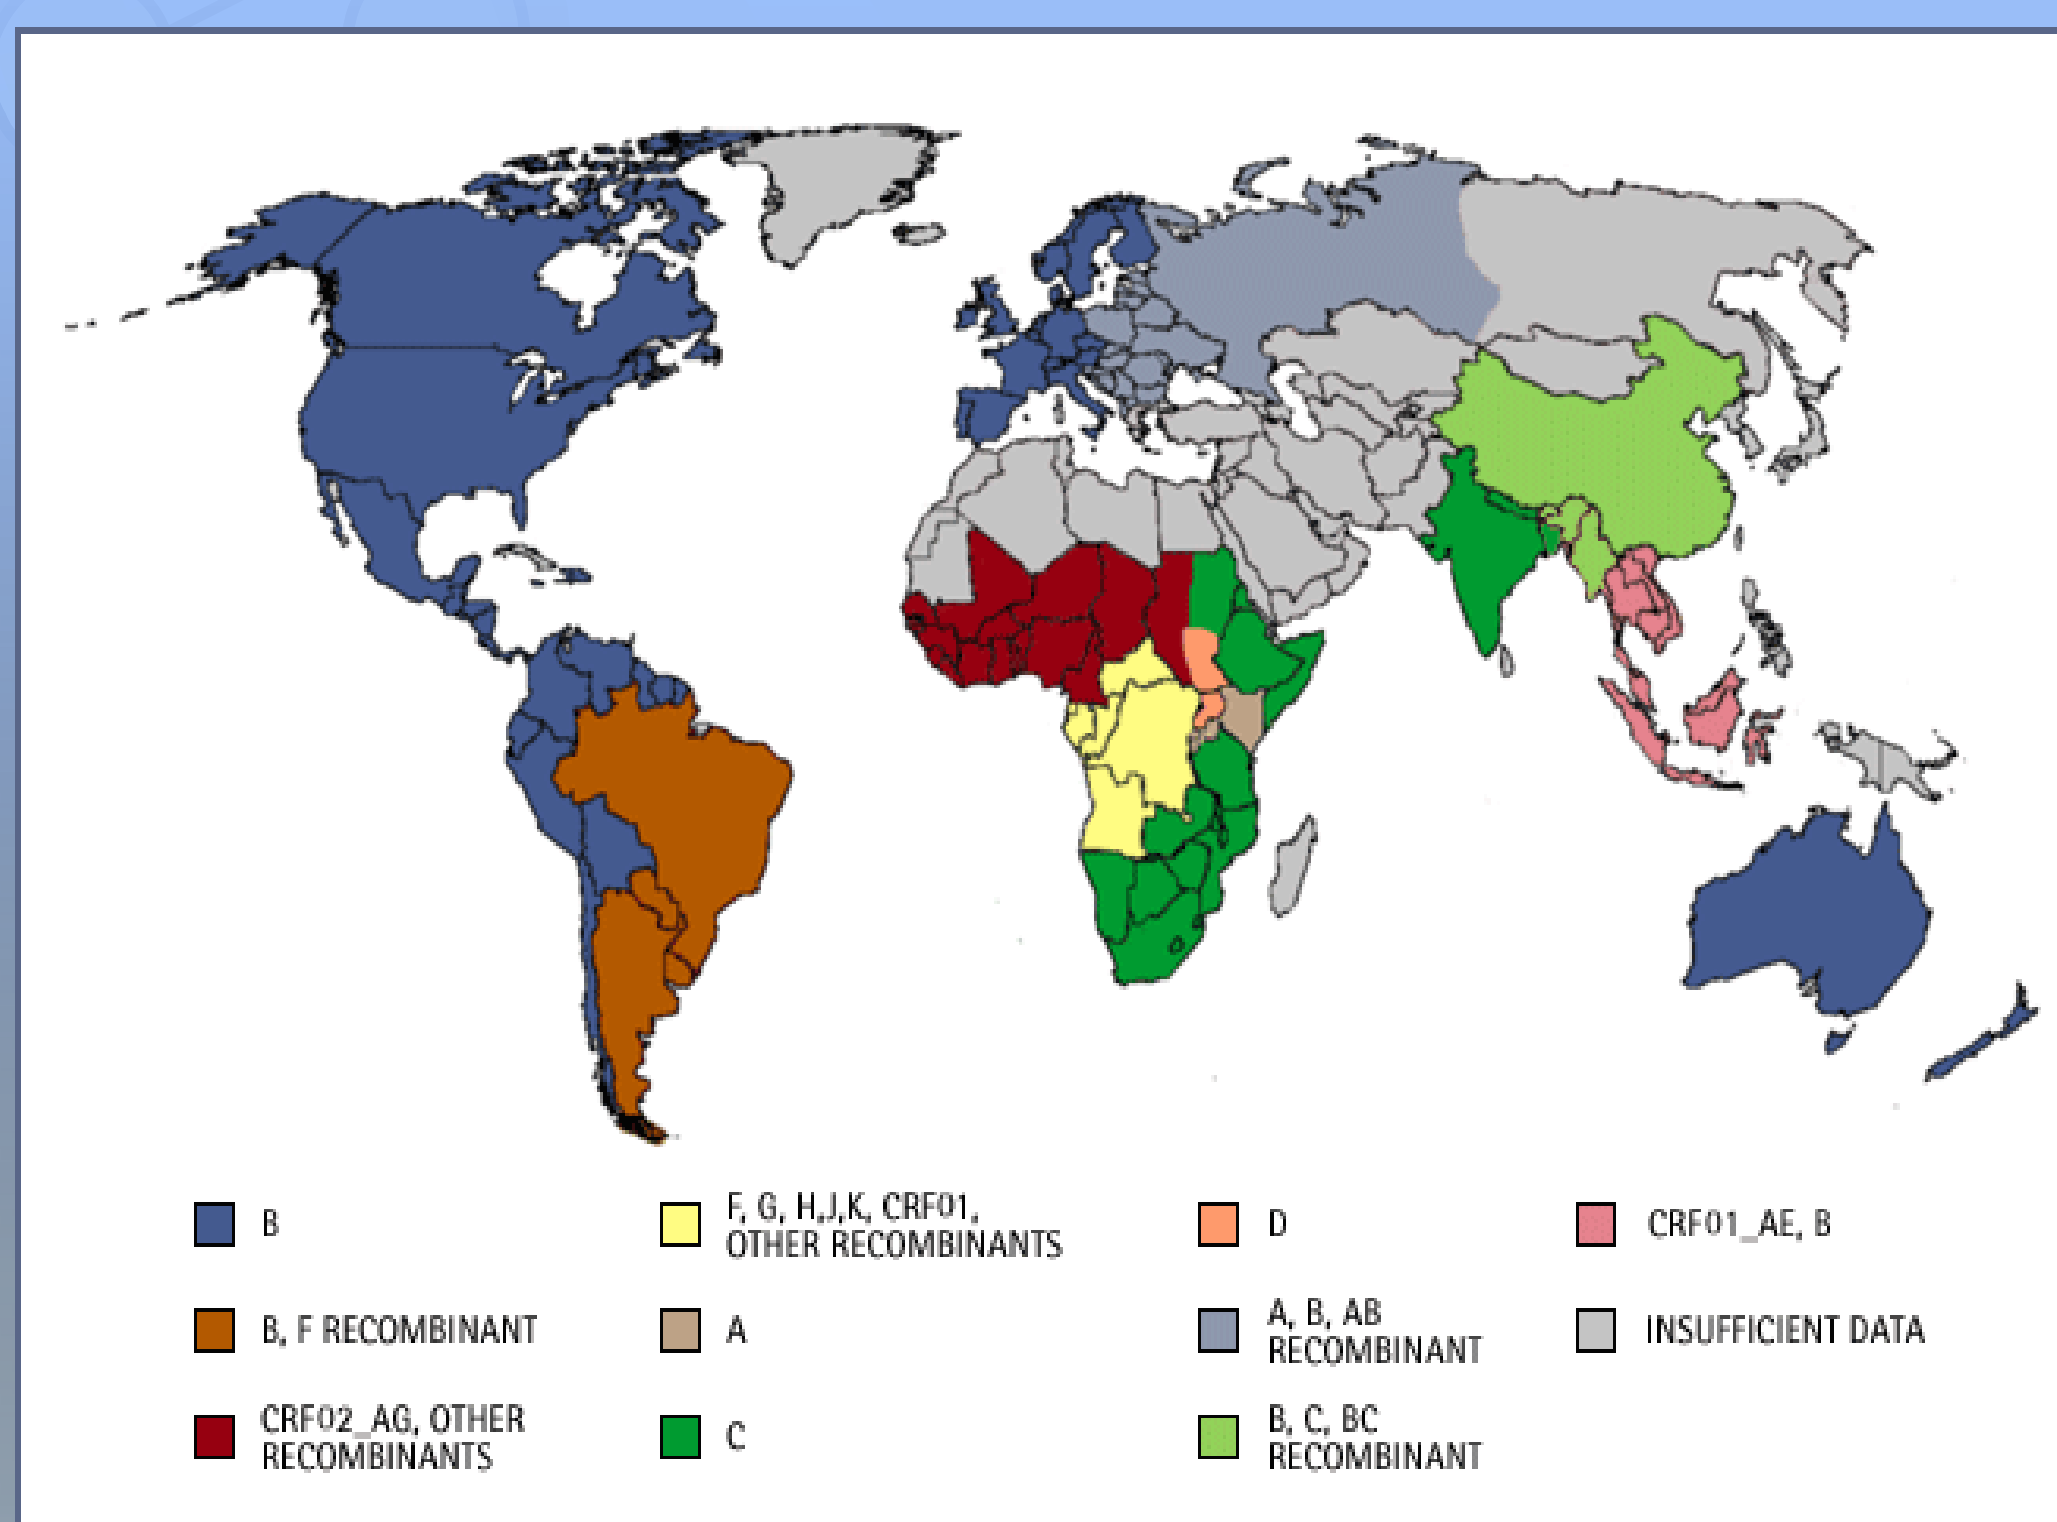 B
F, G, H,J,K, CRF01,
OTHER RECOMBINANTS
D
CRF01_AE, B
B, F RECOMBINANT
A
A, B, AB
RECOMBINANT
INSUFFICIENT DATA
CRF02_AG, OTHER
RECOMBINANTS
C
B, C, BC
RECOMBINANT